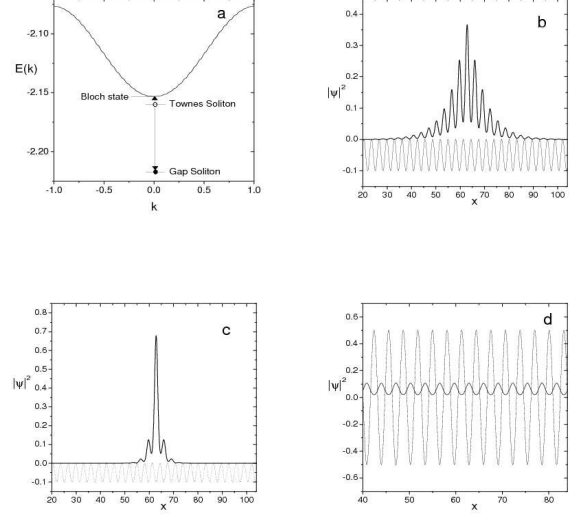 a
-2.10
-2.15
-2.20
E(k)
Bloch state
Townes Soliton
Gap Soliton
-1.0 -0.5 0.0 0.5 1.0
k
b
0.4
0.3
0.2
0.1
0.0
-0.1
|ψ|²
20 30 40 50 60 70 80 90 100
x
c
0.8
0.7
0.6
0.5
0.4
0.3
0.2
0.1
0.0
-0.1
|ψ|²
20 30 40 50 60 70 80 90 100
x
d
0.6
0.4
0.2
0.0
-0.2
-0.4
-0.6
|ψ|²
40 50 60 70 80
x